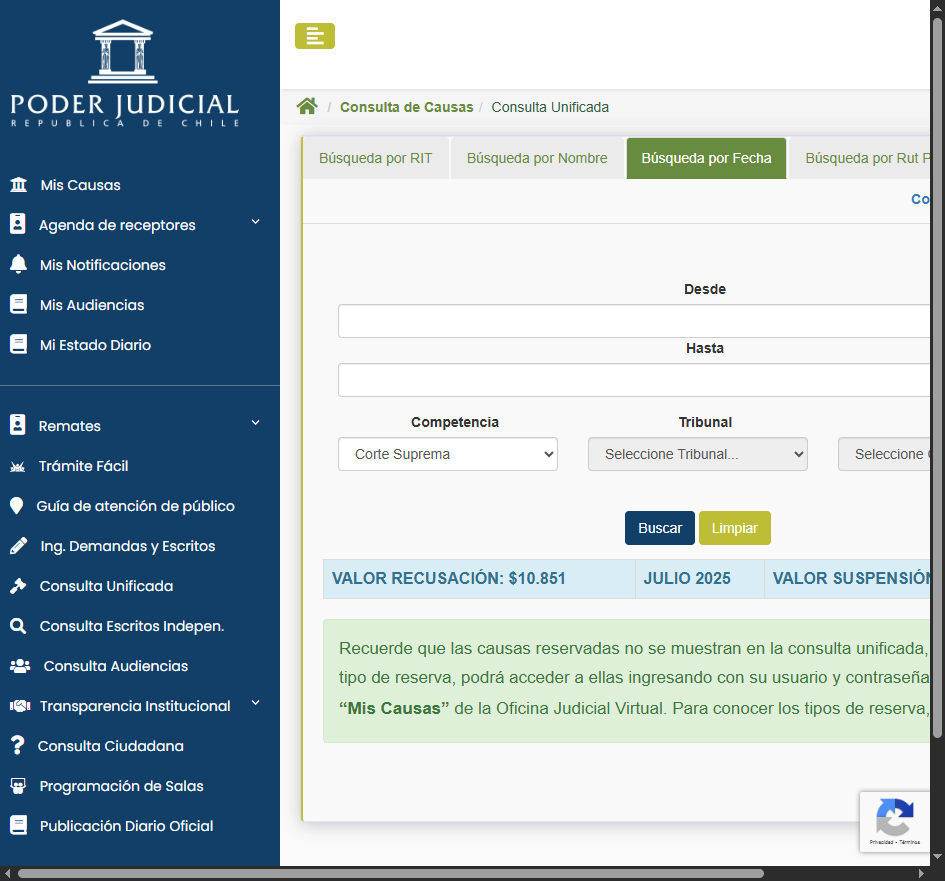 PODER JUDICIAL
REPUBLICA DE CHILE
Mis Causas
Agenda de receptores
Mis Notificaciones
Mis Audiencias
Mi Estado Diario
Remates
Trámite Fácil
Guía de atención de público
Ing. Demandas y Escritos
Consulta Unificada
Consulta Escritos Indepen.
Consulta Audiencias
Transparencia Institucional
Consulta Ciudadana
Programación de Salas
Publicación Diario Oficial
/ Consulta de Causas / Consulta Unificada
Búsqueda por RIT Búsqueda por Nombre Búsqueda por Fecha Búsqueda por Rut P
Co
Desde
Hasta
Competencia Tribunal
Corte Suprema Seleccione Tribunal... Seleccione
Buscar Limpiar
VALOR RECUSACIÓN: $10.851 JULIO 2025 VALOR SUSPENSIÓN
Recuerde que las causas reservadas no se muestran en la consulta unificada,
tipo de reserva, podrá acceder a ellas ingresando con su usuario y contraseña
“Mis Causas” de la Oficina Judicial Virtual. Para conocer los tipos de reserva,
Privacidad - Términos